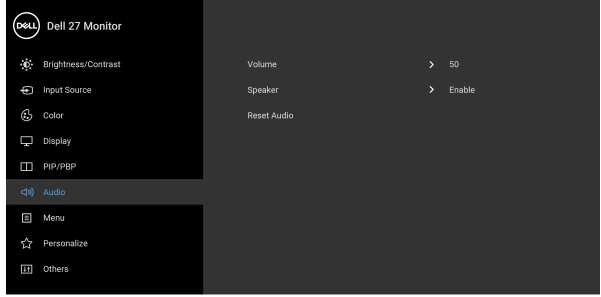 DELL Dell 27 Monitor
Brightness/Contrast Volume 50
Input Source Speaker Enable
Color Reset Audio
Display
PIP/PBP
Audio
Menu
Personalize
Others